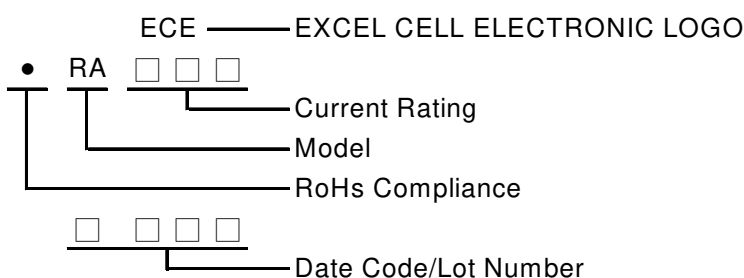 ECE EXCEL CELL ELECTRONIC LOGO
● RA □ □ □
Current Rating
Model
RoHs Compliance
□ □ □ □
Date Code/Lot Number